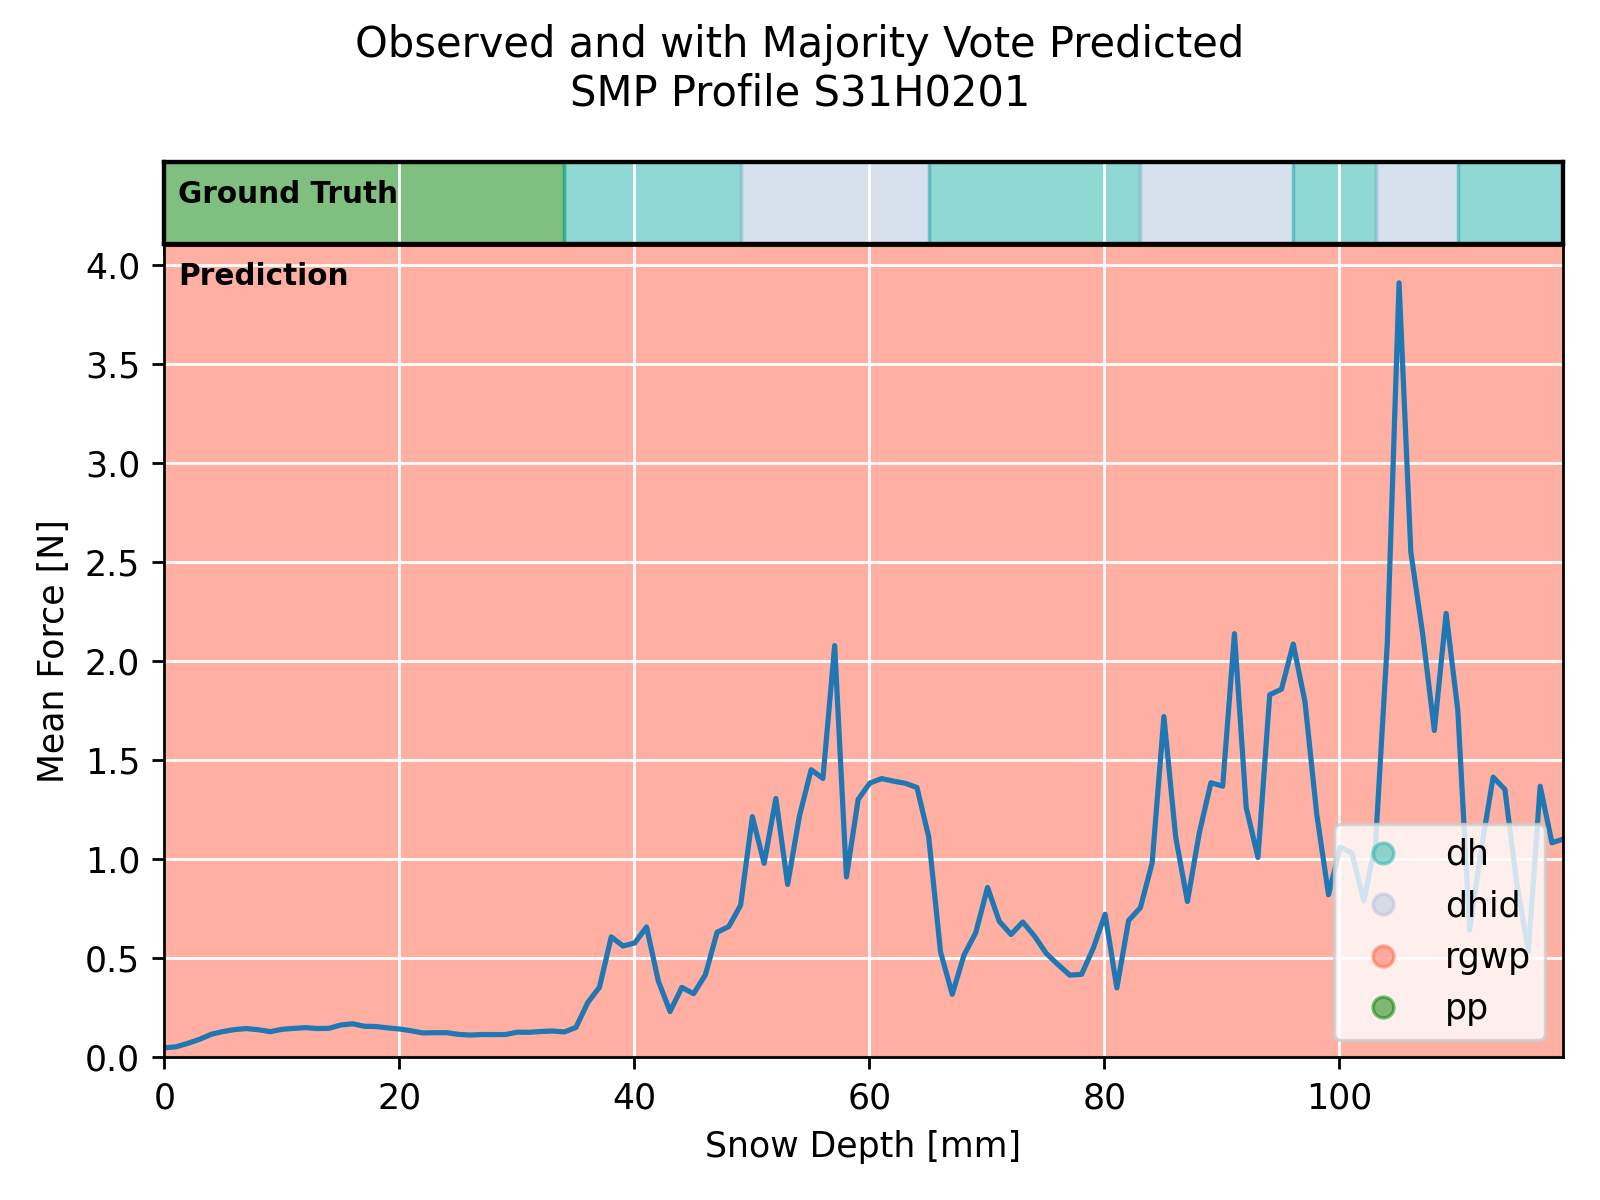 Observed and with Majority Vote Predicted
SMP Profile S31H0201
Ground Truth
Prediction
4.0
3.5
3.0
2.5
2.0
1.5
1.0
0.5
0.0
Mean Force [N]
dh
dhid
rgwp
pp
0 20 40 60 80 100
Snow Depth [mm]